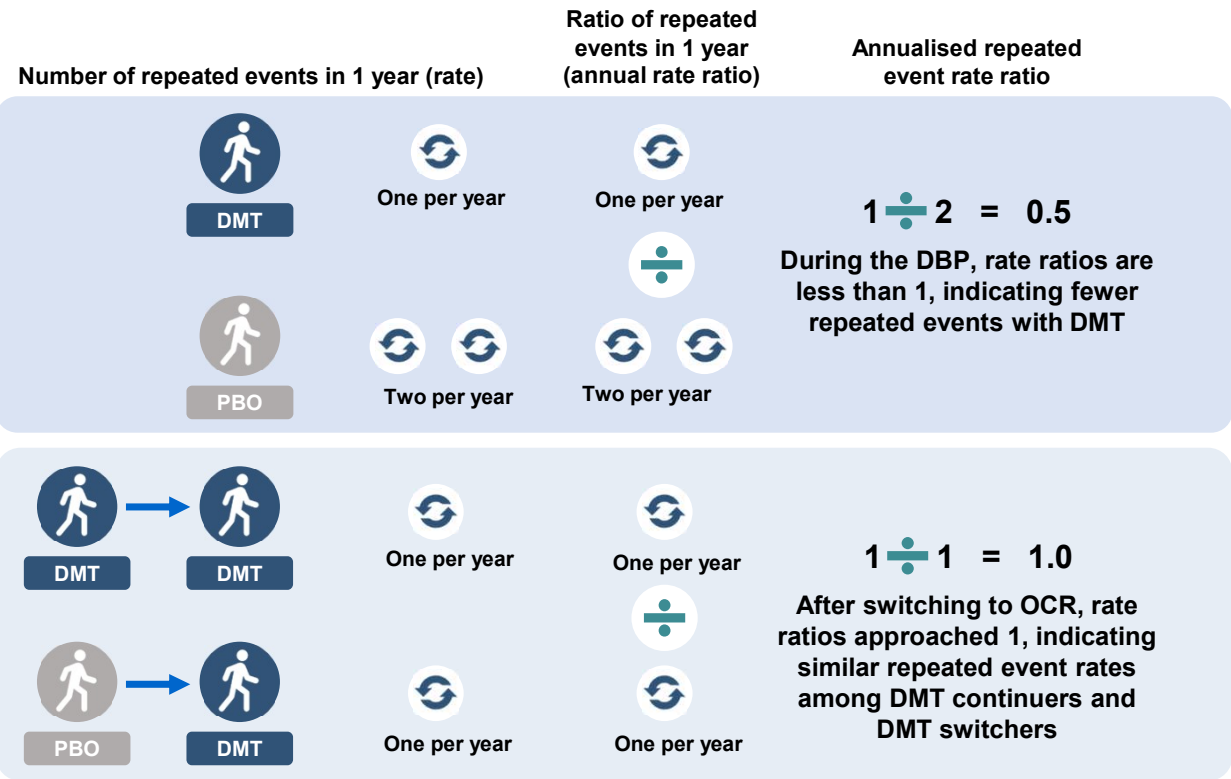 Number of repeated events in 1 year (rate)
Ratio of repeated
events in 1 year
(annual rate ratio)
Annualised repeated
event rate ratio
DMT
One per year
One per year
÷
PBO
Two per year
Two per year
1 ÷ 2 = 0.5
During the DBP, rate ratios are
less than 1, indicating fewer
repeated events with DMT
DMT
DMT
One per year
One per year
÷
PBO
DMT
One per year
One per year
1 ÷ 1 = 1.0
After switching to OCR, rate
ratios approached 1, indicating
similar repeated event rates
among DMT continuers and
DMT switchers